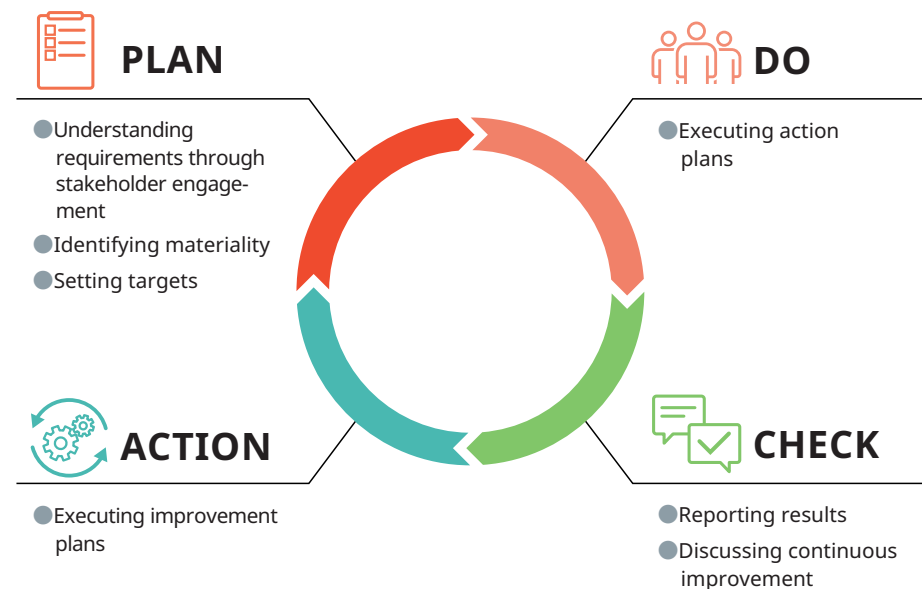 PLAN
Understanding
requirements through
stakeholder engage-
ment
Identifying materiality
Setting targets
DO
Executing action
plans
ACTION
Executing improvement
plans
CHECK
Reporting results
Discussing continuous
improvement